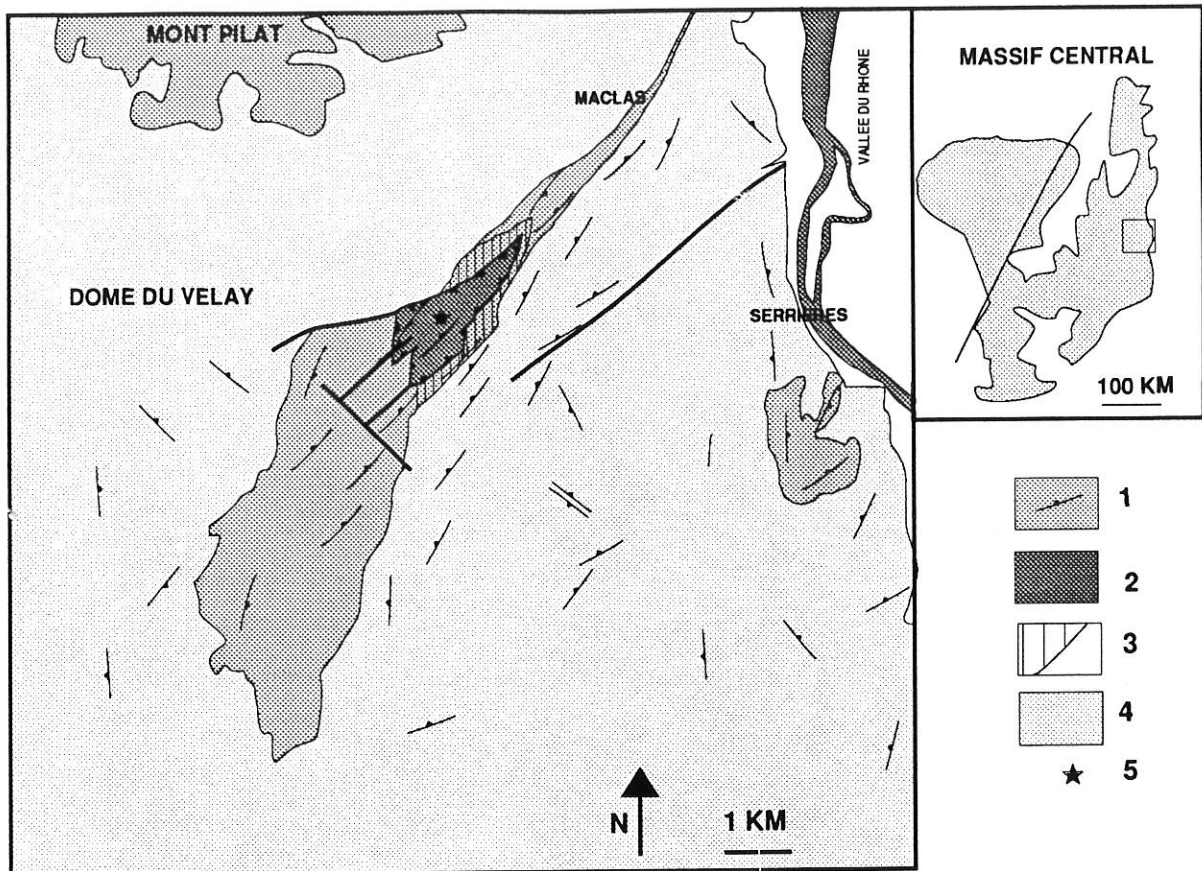 MONT PILAT
MACLAS
VALLEE DU RHONE
DOME DU VELAY
SERRIERES
N
1 KM
MASSIF CENTRAL
100 KM
1
2
3
4
5